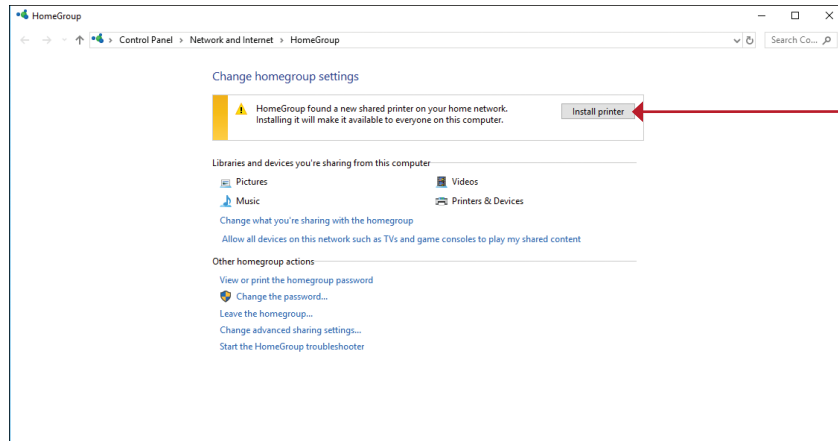 HomeGroup
Control Panel > Network and Internet > HomeGroup
Search Co...
Change homegroup settings
HomeGroup found a new shared printer on your home network.
Installing it will make it available to everyone on this computer.
Install printer
Libraries and devices you're sharing from this computer
Pictures
Videos
Music
Printers & Devices
Change what you're sharing with the homegroup
Allow all devices on this network such as TVs and game consoles to play my shared content
Other homegroup actions
View or print the homegroup password
Change the password...
Leave the homegroup...
Change advanced sharing settings...
Start the HomeGroup troubleshooter